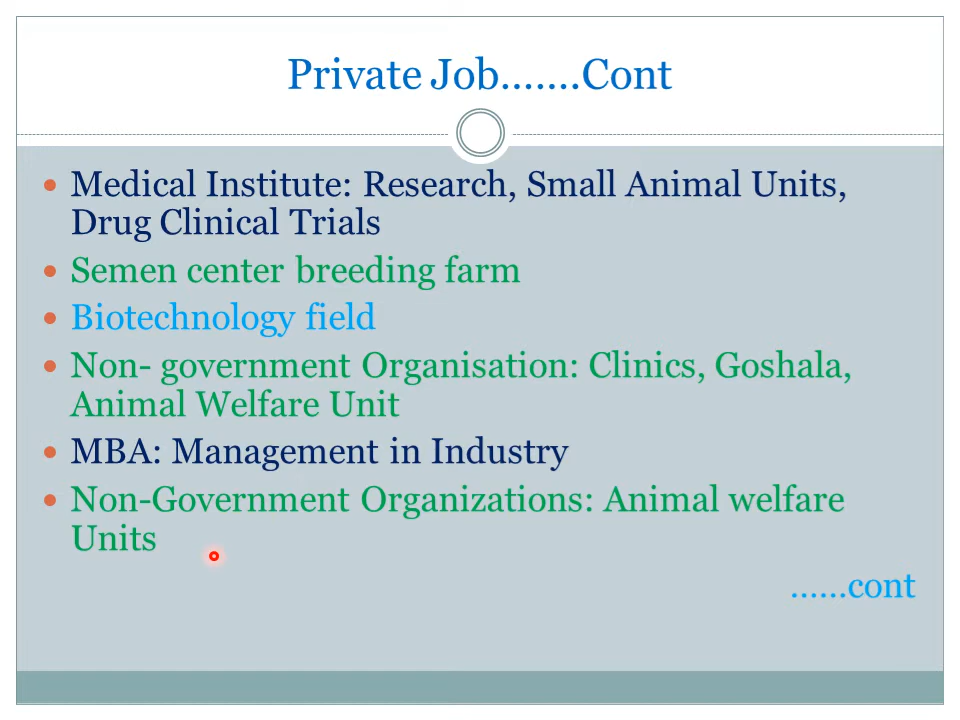 Private Job.......Cont
Medical Institute: Research, Small Animal Units,
Drug Clinical Trials
Semen center breeding farm
Biotechnology field
Non- government Organisation: Clinics, Goshala,
Animal Welfare Unit
MBA: Management in Industry
Non-Government Organizations: Animal welfare
Units
......cont